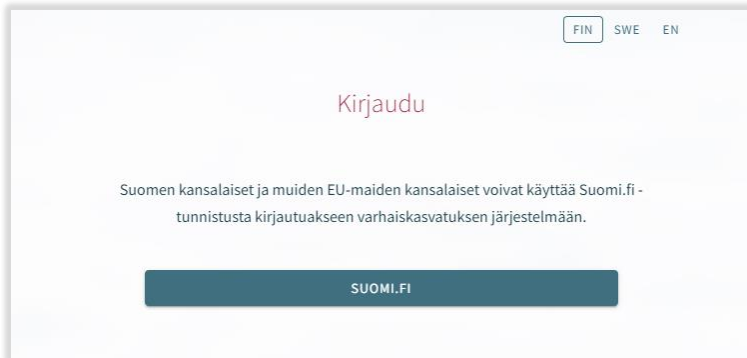 FIN SWE EN
Kirjaudu
Suomen kansalaiset ja muiden EU-maiden kansalaiset voivat käyttää Suomi.fi -
tunnistusta kirjautuakseen varhaiskasvatuksen järjestelmään.
SUOMI.FI